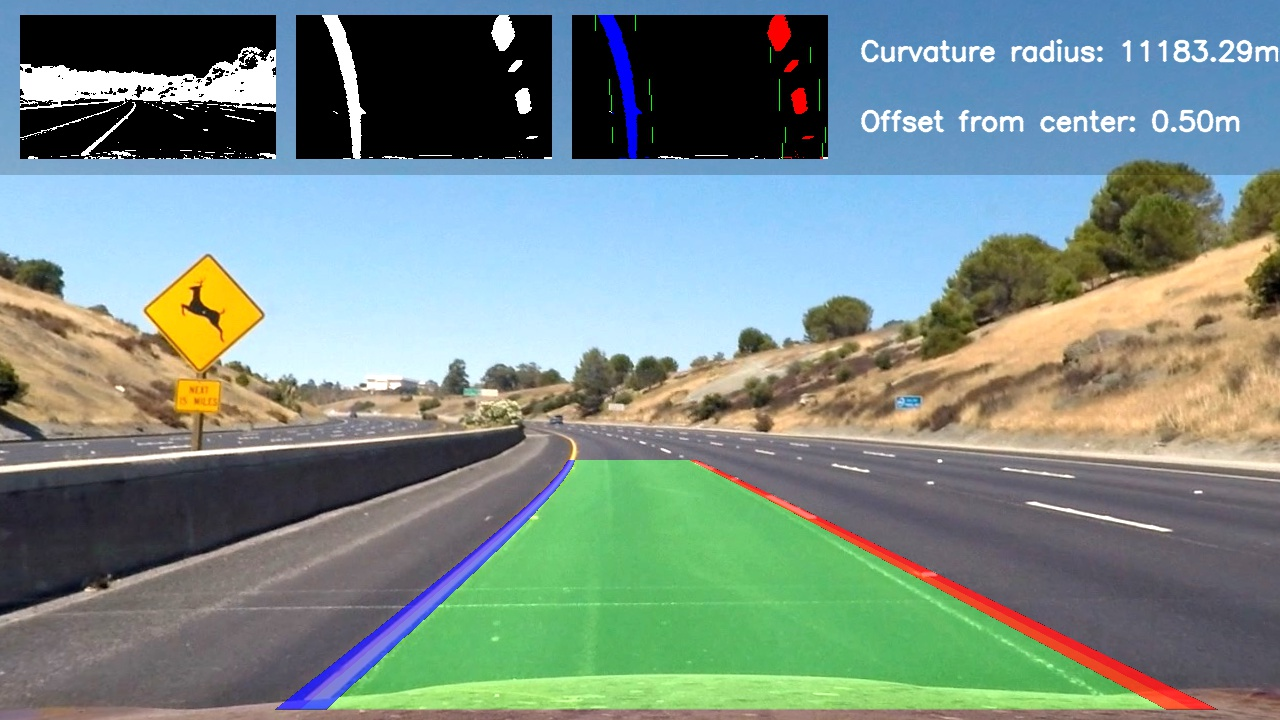 Curvature radius: 11183.29m
Offset from center: 0.50m
NEXT
15 MILES